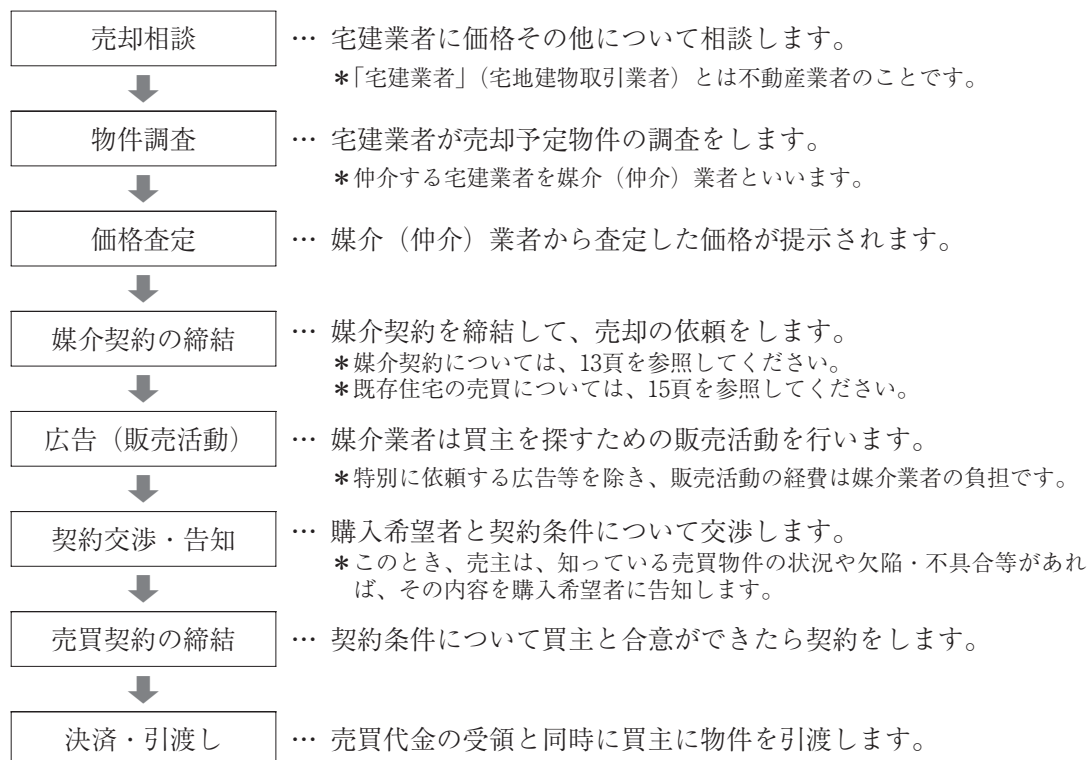 売却相談 … 宅建業者に価格その他について相談します。
＊「宅建業者」（宅地建物取引業者）とは不動産業者のことです。
物件調査 … 宅建業者が売却予定物件の調査をします。
＊仲介する宅建業者を媒介（仲介）業者といいます。
価格査定 … 媒介（仲介）業者から査定した価格が提示されます。
媒介契約の締結 … 媒介契約を締結して、売却の依頼をします。
＊媒介契約については、13頁を参照してください。
＊既存住宅の売買については、15頁を参照してください。
広告（販売活動） … 媒介業者は買主を探すための販売活動を行います。
＊特別に依頼する広告等を除き、販売活動の経費は媒介業者の負担です。
契約交渉・告知 … 購入希望者と契約条件について交渉します。
＊このとき、売主は、知っている売買物件の状況や欠陥・不具合等があれ
ば、その内容を購入希望者に告知します。
売買契約の締結 … 契約条件について買主と合意ができたら契約をします。
決済・引渡し … 売買代金の受領と同時に買主に物件を引渡します。